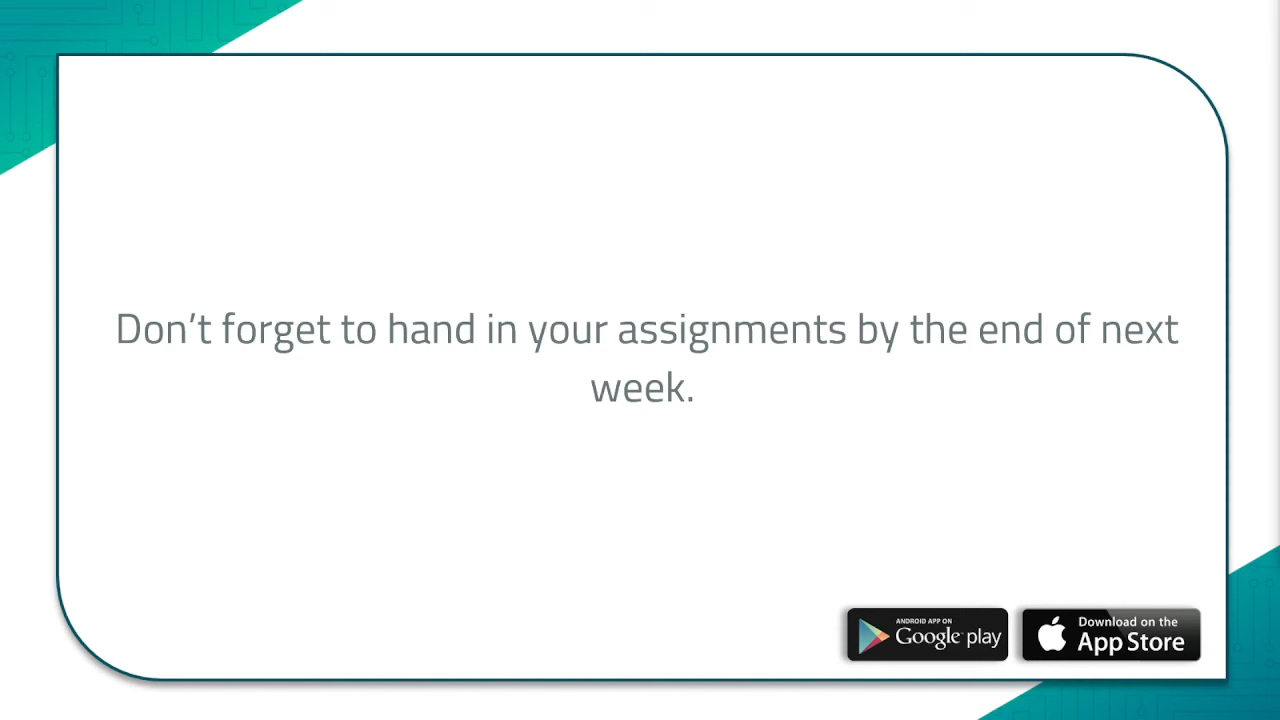 Don’t forget to hand in your assignments by the end of next
week.
ANDROID APP ON
Google play
Download on the
App Store